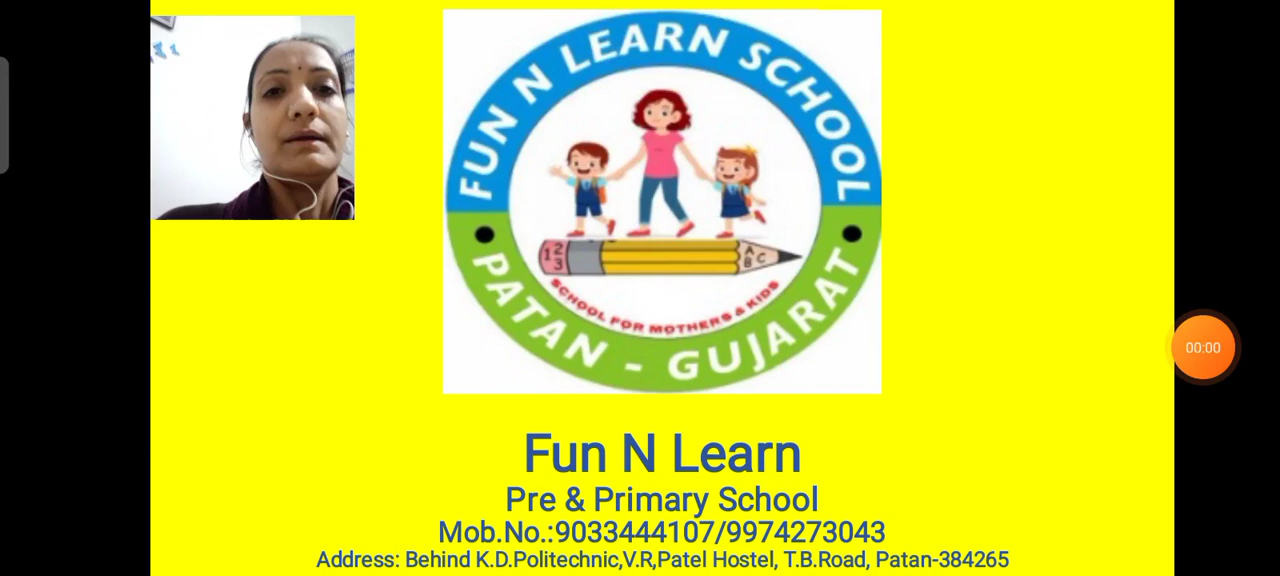 FUN N LEARN SCHOOL
1 2 3
A B C
SCHOOL FOR MOTHERS & KIDS
• PATAN - GUJARAT •
Fun N Learn
Pre & Primary School
Mob.No.:9033444107/9974273043
Address: Behind K.D.Politechnic,V.R,Patel Hostel, T.B.Road, Patan-384265
00:00